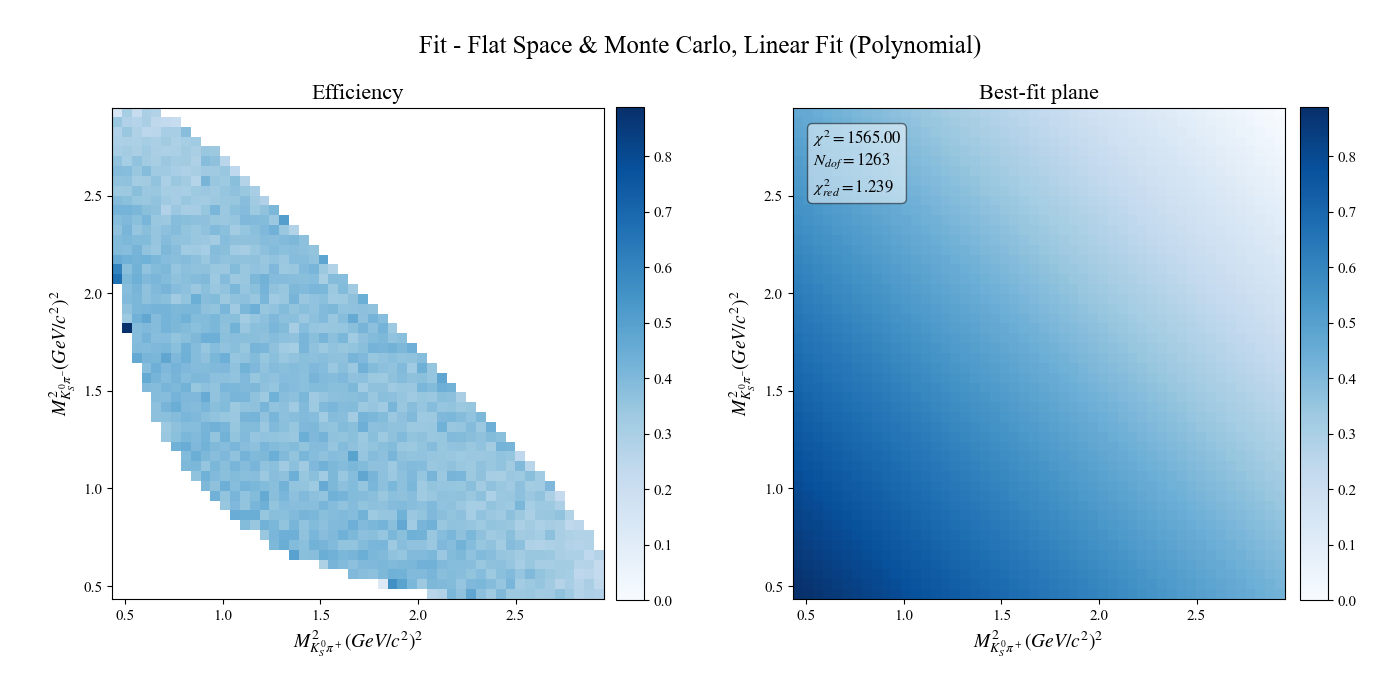 Fit - Flat Space & Monte Carlo, Linear Fit (Polynomial)
Efficiency
2.5
2.0
1.5
1.0
0.5
0.5 1.0 1.5 2.0 2.5
M²_{K_S^0π⁻}(GeV/c²)²
M²_{K_S^0π⁺}(GeV/c²)²
0.8
0.7
0.6
0.5
0.4
0.3
0.2
0.1
0.0
Best-fit plane
χ² = 1565.00
N_{dof} = 1263
χ²_{red} = 1.239
2.5
2.0
1.5
1.0
0.5
0.5 1.0 1.5 2.0 2.5
M²_{K_S^0π⁻}(GeV/c²)²
M²_{K_S^0π⁺}(GeV/c²)²
0.8
0.7
0.6
0.5
0.4
0.3
0.2
0.1
0.0